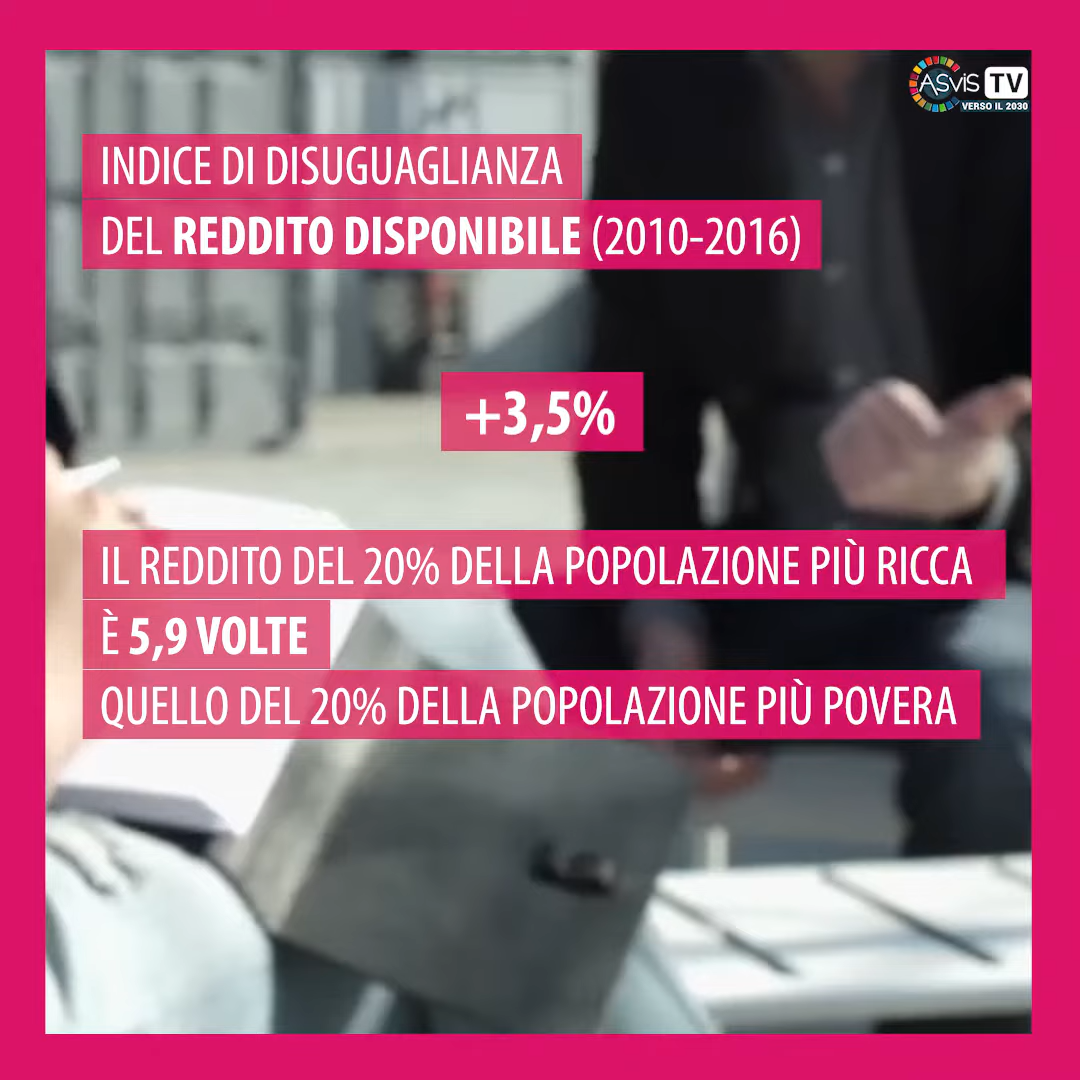 ASviS TV
VERSO IL 2030
INDICE DI DISUGUAGLIANZA
DEL REDDITO DISPONIBILE (2010-2016)
+3,5%
IL REDDITO DEL 20% DELLA POPOLAZIONE PIÙ RICCA
È 5,9 VOLTE
QUELLO DEL 20% DELLA POPOLAZIONE PIÙ POVERA